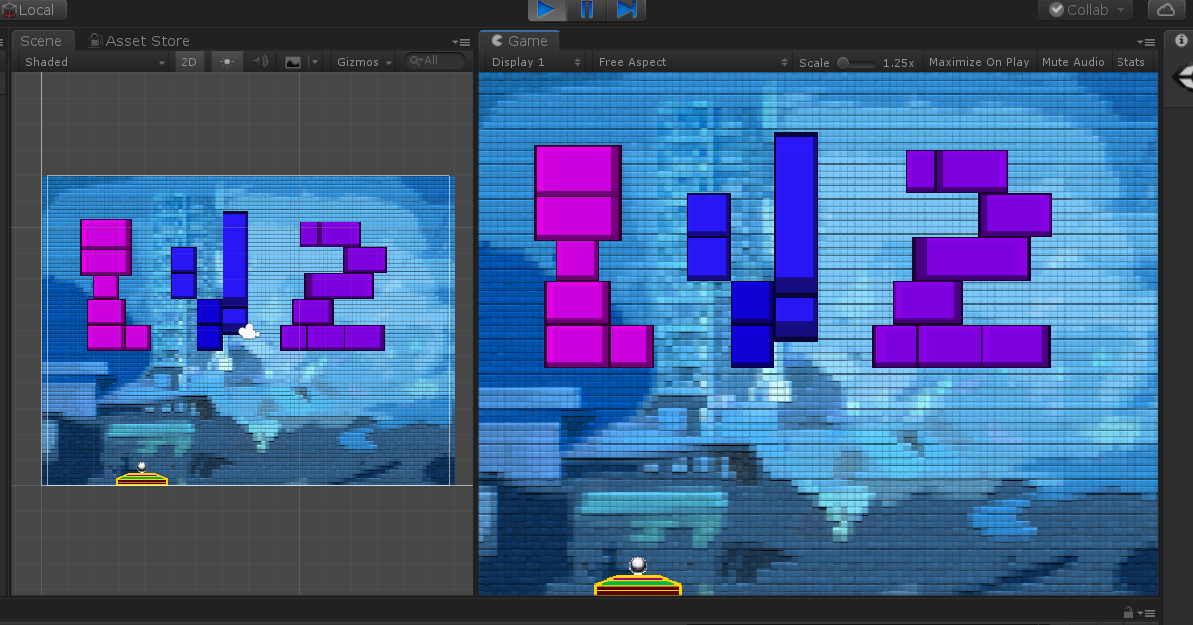 Local
Collab
Scene
Asset Store
Game
Shaded
2D
Gizmos
All
Display 1
Free Aspect
Scale
1.25x
Maximize On Play
Mute Audio
Stats